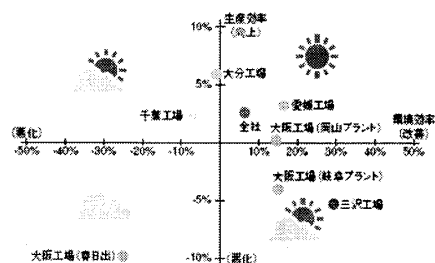 生産効率
(向上)
10%
大分工場
5%
愛媛工場
千葉工場
全社
大阪工場(岡山プラント)
環境効率
(改善)
(悪化)
-50% -40% -30% -20% -10% 0% 10% 20% 30% 40% 50%
大阪工場(岐阜プラント)
-5%
三沢工場
大阪工場(春日出)
-10%
(悪化)